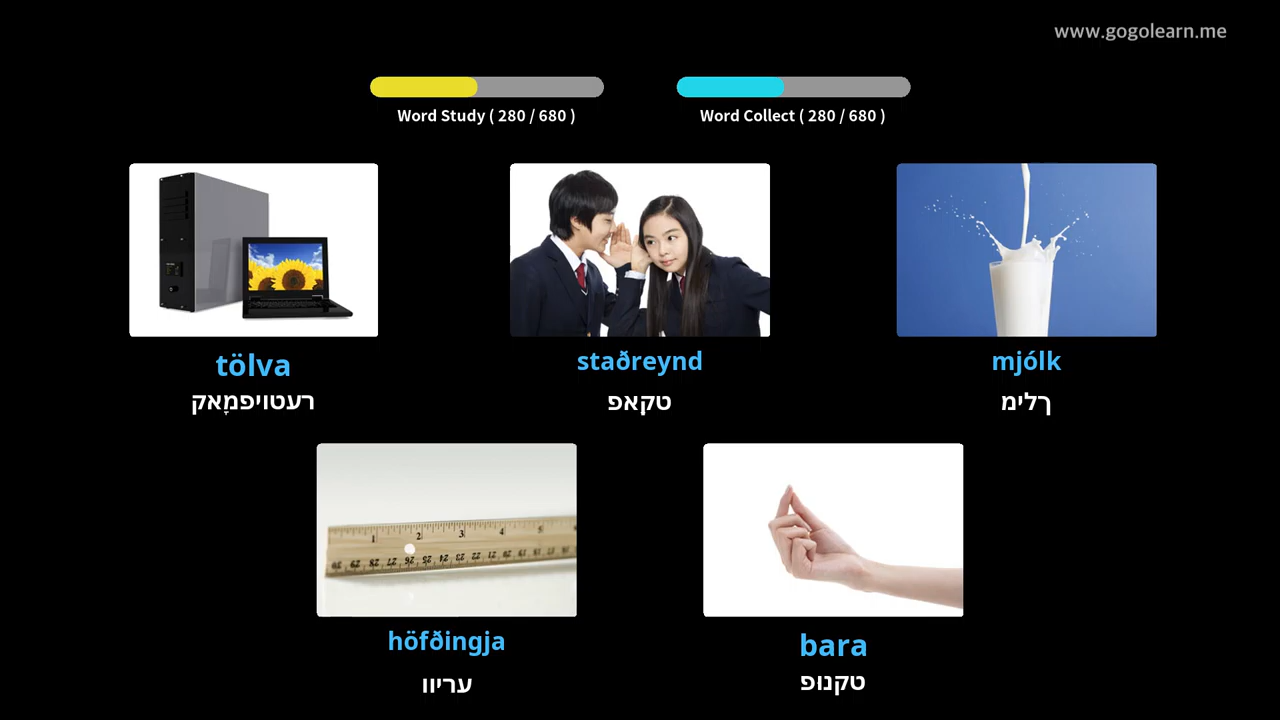 www.gogolearn.me
Word Study ( 280 / 680 )
Word Collect ( 280 / 680 )
tölva
רעטויפמָאק
staðreynd
טקאפ
mjólk
ךלימ
höfðingja
עריוו
bara
טקנוּפ